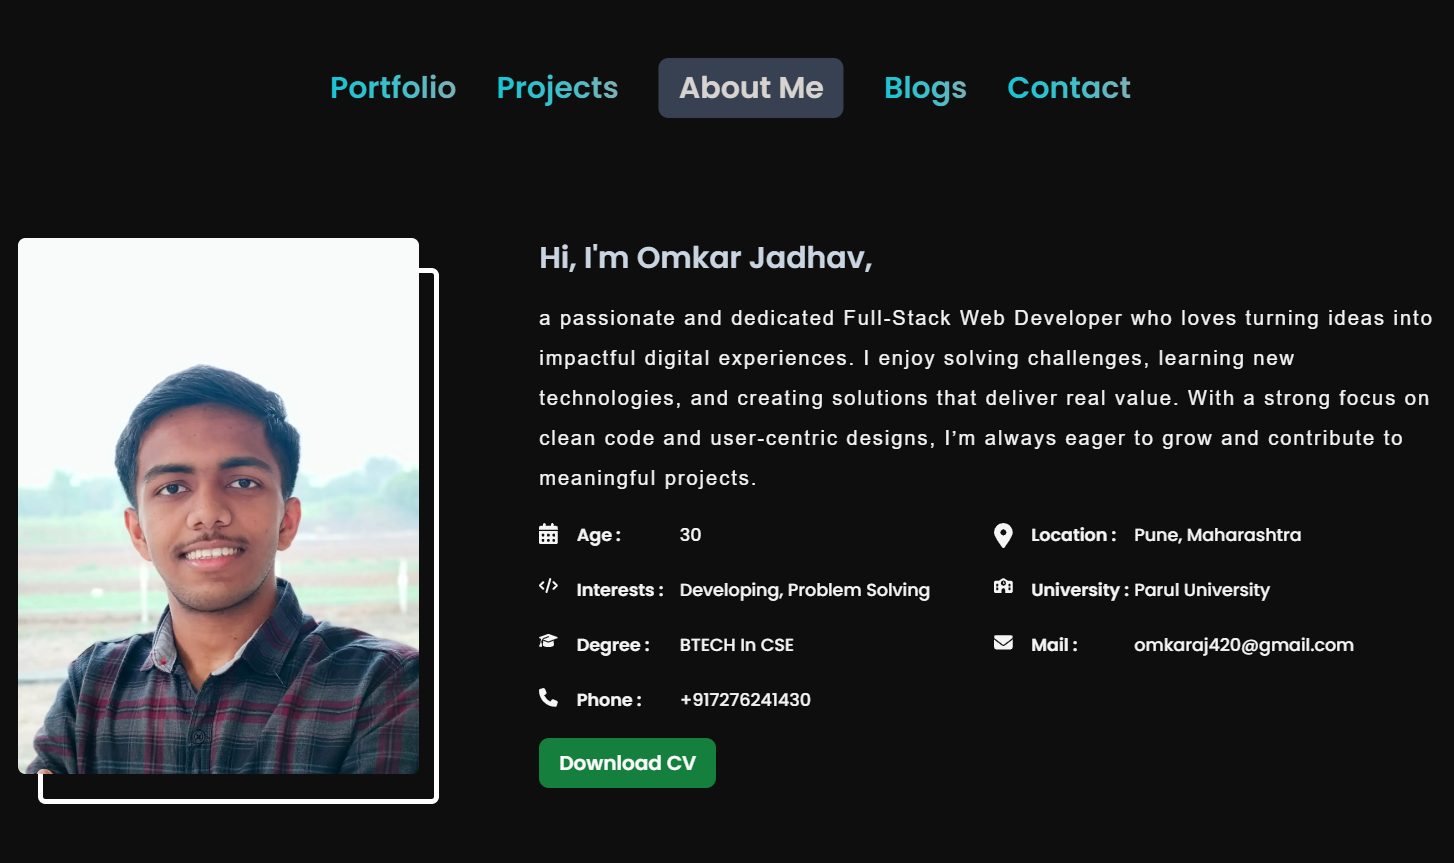 Portfolio Projects About Me Blogs Contact
Hi, I'm Omkar Jadhav,
a passionate and dedicated Full-Stack Web Developer who loves turning ideas into
impactful digital experiences. I enjoy solving challenges, learning new
technologies, and creating solutions that deliver real value. With a strong focus on
clean code and user-centric designs, I’m always eager to grow and contribute to
meaningful projects.
Age : 30 Location : Pune, Maharashtra
Interests : Developing, Problem Solving University : Parul University
Degree : BTECH In CSE Mail : omkaraj420@gmail.com
Phone : +917276241430
Download CV